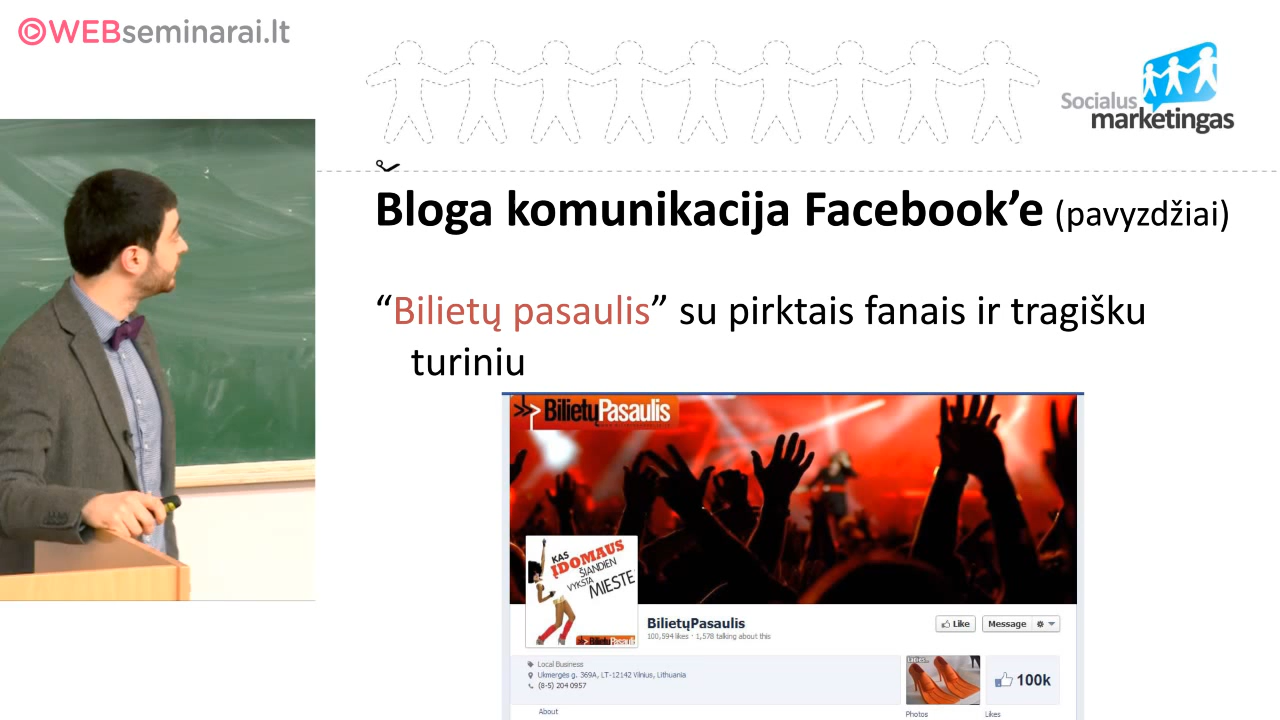 WEBseminarai.lt
Socialus
marketingas
Bloga komunikacija Facebook’e (pavyzdžiai)
“Bilietų pasaulis” su pirktais fanais ir tragišku
turiniu
BilietųPasaulis
KAS
ĮDOMAUS
ŠIANDIEN
VYKSTA
MIESTE
BilietųPasaulis
BilietųPasaulis
100,594 likes · 1,578 talking about this
Like
Message
Local Business
Ukmergės g. 369A, LT-12142 Vilnius, Lithuania
(8-5) 204 0957
100k
About
Photos
Likes